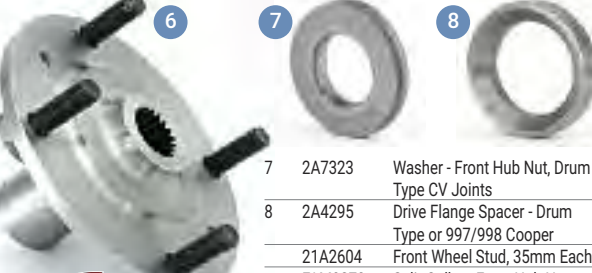 6
7
8
7 2A7323 Washer - Front Hub Nut, Drum
Type CV Joints
8 2A4295 Drive Flange Spacer - Drum
Type or 997/998 Cooper
21A2604 Front Wheel Stud, 35mm Each